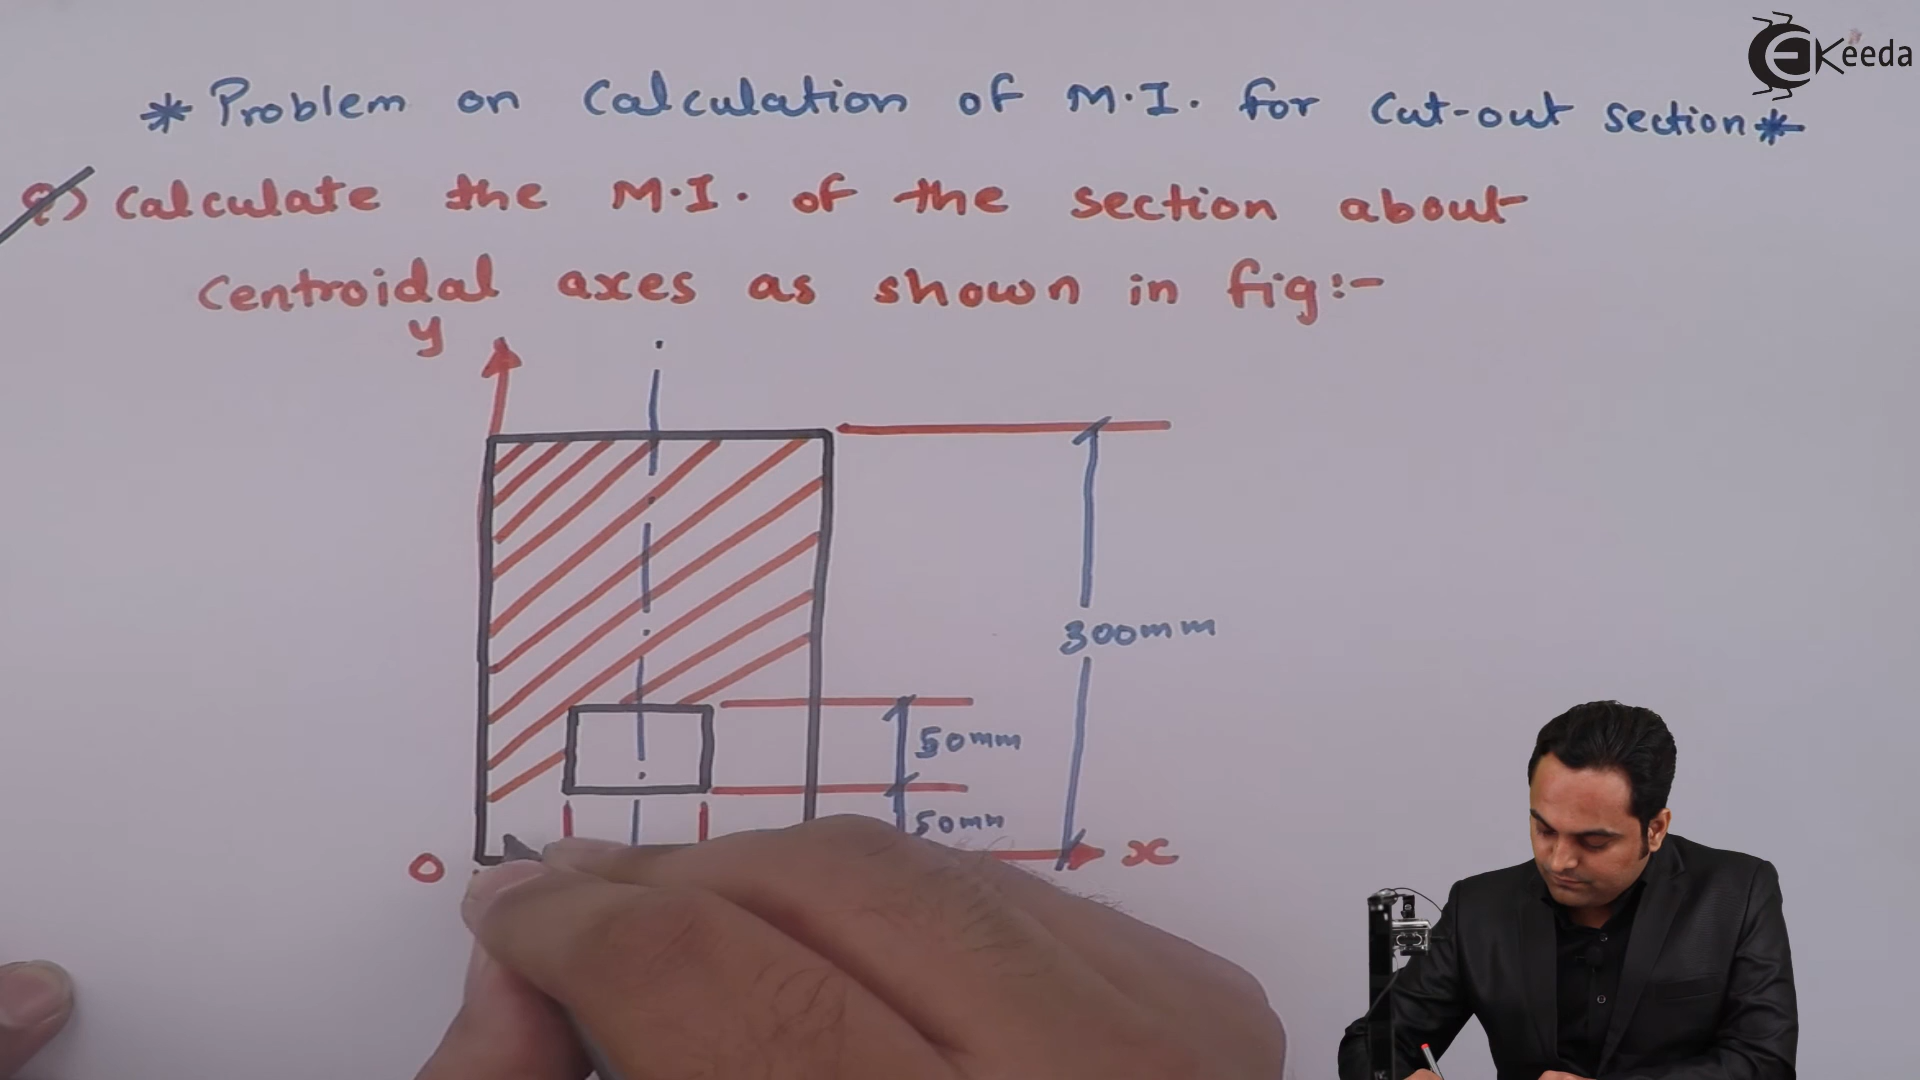 EKeeda
* Problem on Calculation of M.I. for Cut-out section *
Q) Calculate the M.I. of the section about
Centroidal axes as shown in fig:-
y
300mm
50mm
50mm
O
x